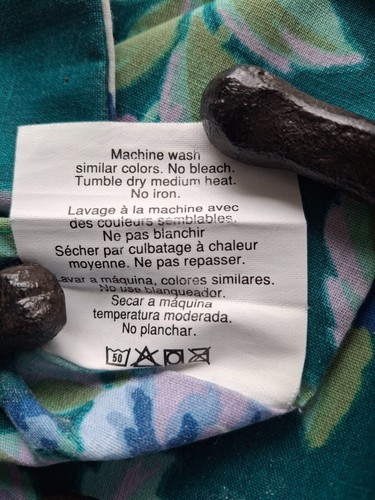 Machine wash
similar colors. No bleach.
Tumble dry medium heat.
No iron.
Lavage à la machine avec
des couleurs semblables.
Ne pas blanchir
Sécher par culbatage à chaleur
moyenne. Ne pas repasser.
Lavar a máquina, colores similares.
No use blanqueador.
Secar a máquina
temperatura moderada.
No planchar.
50